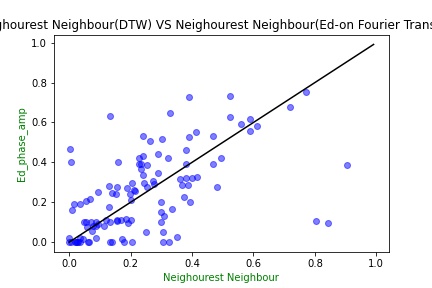 ghourest Neighbour(DTW) VS Neighourest Neighbour(Ed-on Fourier Trans
1.0
0.8
0.6
0.4
0.2
0.0
Ed_phase_amp
0.0 0.2 0.4 0.6 0.8 1.0
Neighourest Neighbour